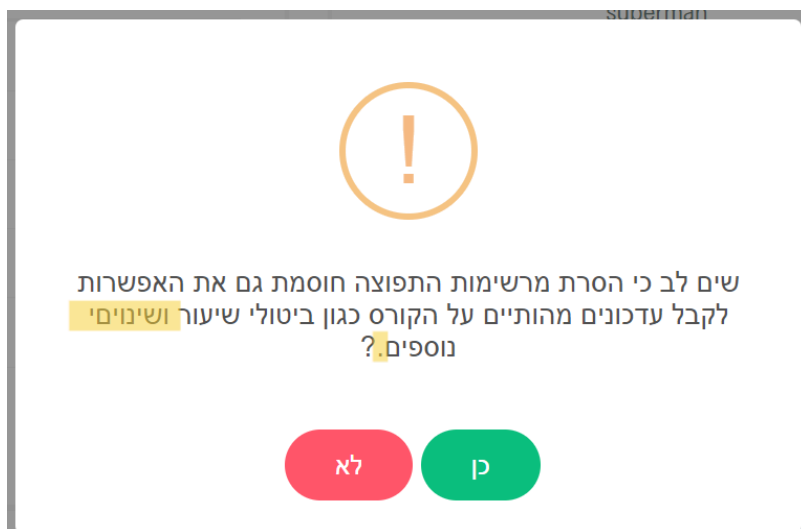 superman
!
שים לב כי הסרת מרשימות התפוצה חוסמת גם את האפשרות
לקבל עדכונים מהותיים על הקורס כגון ביטולי שיעור ושינויםי
נוספים.?
כן
לא